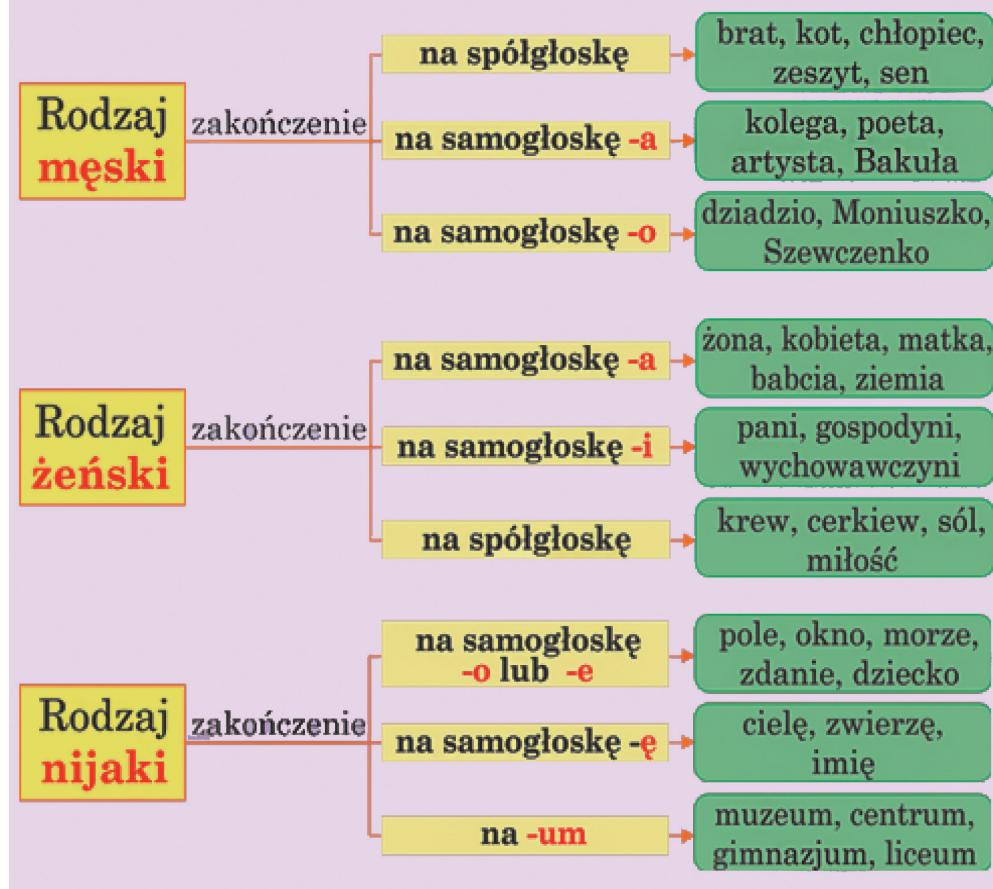 Rodzaj
męski
zakończenie
na spółgłoskę
brat, kot, chłopiec,
zeszyt, sen
na samogłoskę -a
kolega, poeta,
artysta, Bakuła
na samogłoskę -o
dziadzio, Moniuszko,
Szewczenko
Rodzaj
żeński
zakończenie
na samogłoskę -a
żona, kobieta, matka,
babcia, ziemia
na samogłoskę -i
pani, gospodyni,
wychowawczyni
na spółgłoskę
krew, cerkiew, sól,
miłość
Rodzaj
nijaki
zakończenie
na samogłoskę
-o lub -e
pole, okno, morze,
zdanie, dziecko
na samogłoskę -ę
cielę, zwierzę,
imię
na -um
muzeum, centrum,
gimnazjum, liceum